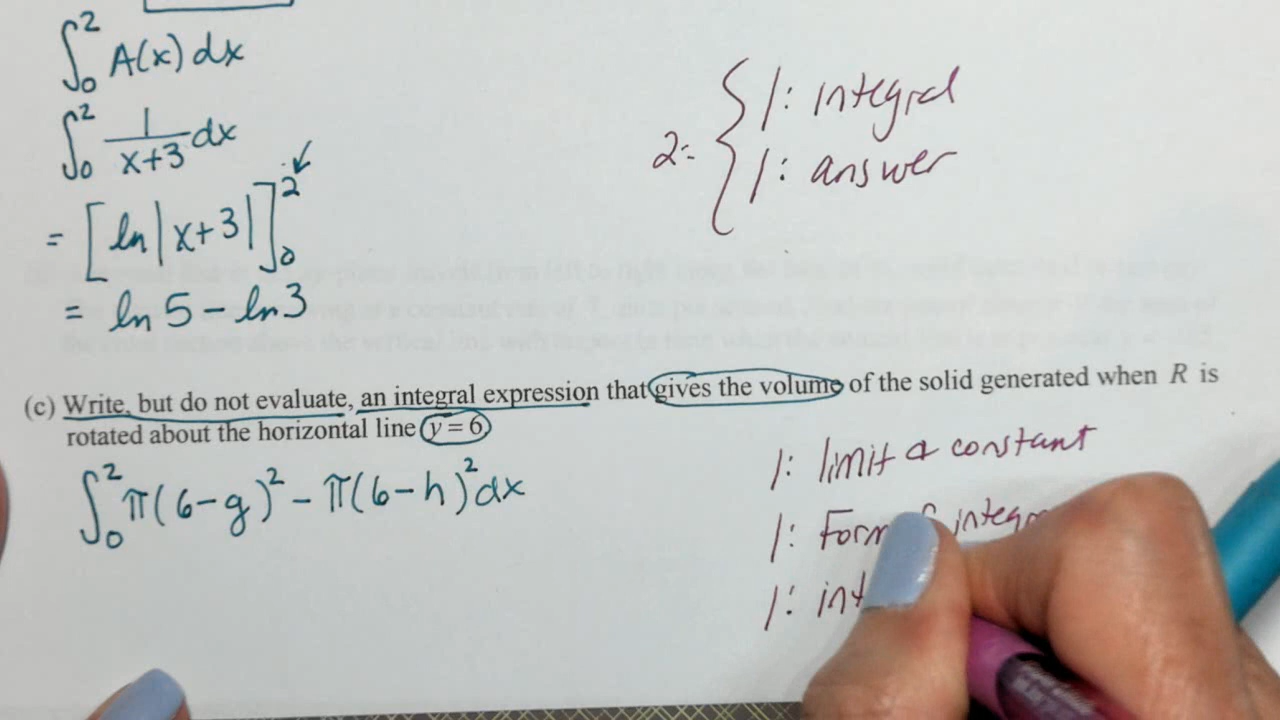 ∫₀² A(x) dx
∫₀² 1/(x+3) dx
= [ln|x+3|]₀²
= ln 5 - ln 3
2: { 1: integral
1: answer
(c) Write, but do not evaluate, an integral expression that gives the volume of the solid generated when R is
rotated about the horizontal line y = 6
∫₀² π(6-g)² - π(6-h)² dx
1: limit & constant
1: Form of integr
1: int